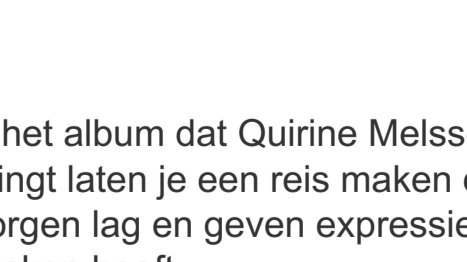 het album dat Quirine Melss
ingt laten je een reis maken
orgen lag en geven expressie